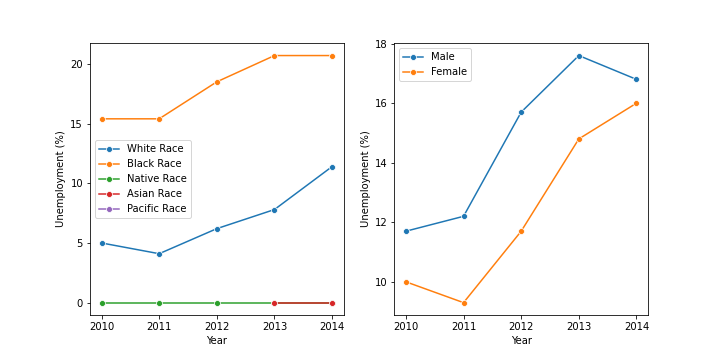 20
15
10
5
0
Unemployment (%)
White Race
Black Race
Native Race
Asian Race
Pacific Race
2010 2011 2012 2013 2014
Year
18
16
14
12
10
Unemployment (%)
Male
Female
2010 2011 2012 2013 2014
Year